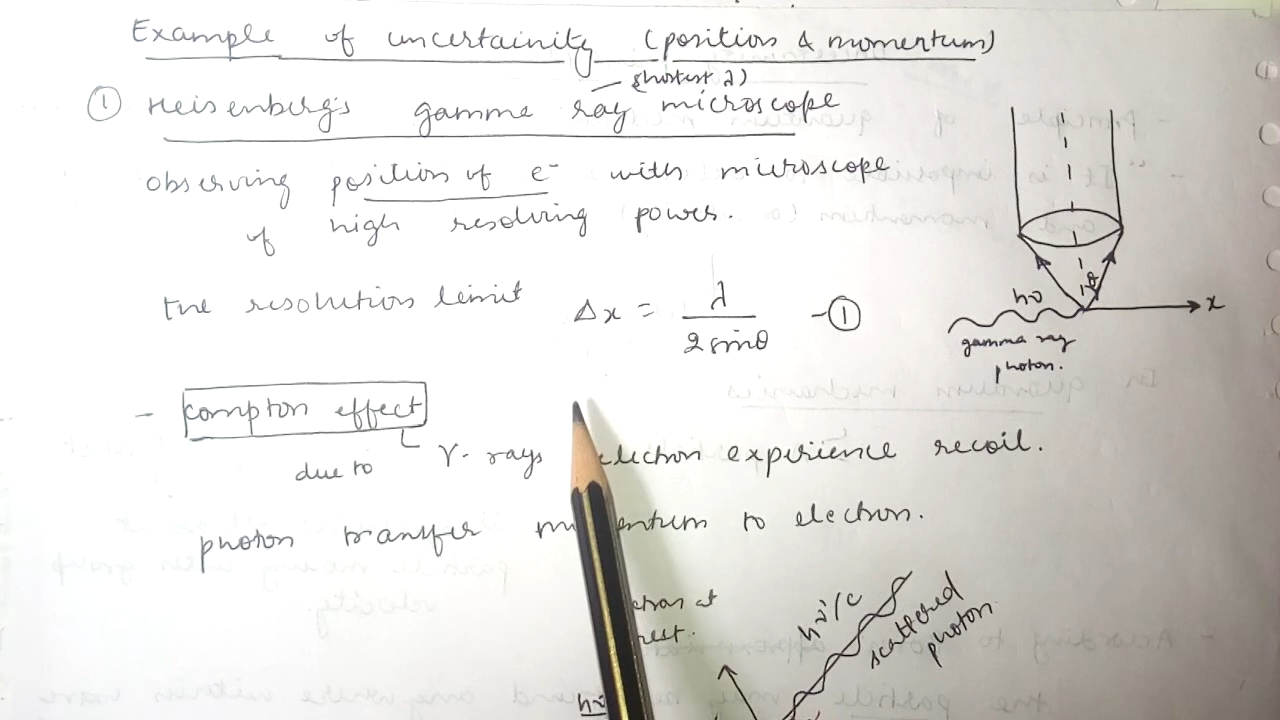 Example of uncertainity (position & momentum)
(shortest λ)
① Heisenberg's gamma ray microscope
observing position of e⁻ with microscope
of high resolving power.
the resolution limit Δx = λ / 2 sinθ - ①
hν
θ
x
gamma ray
photon.
- Compton effect
due to γ-rays electron experience recoil.
photon transfer momentum to electron.
at
rest.
hν'/c
scattered
photon
hν